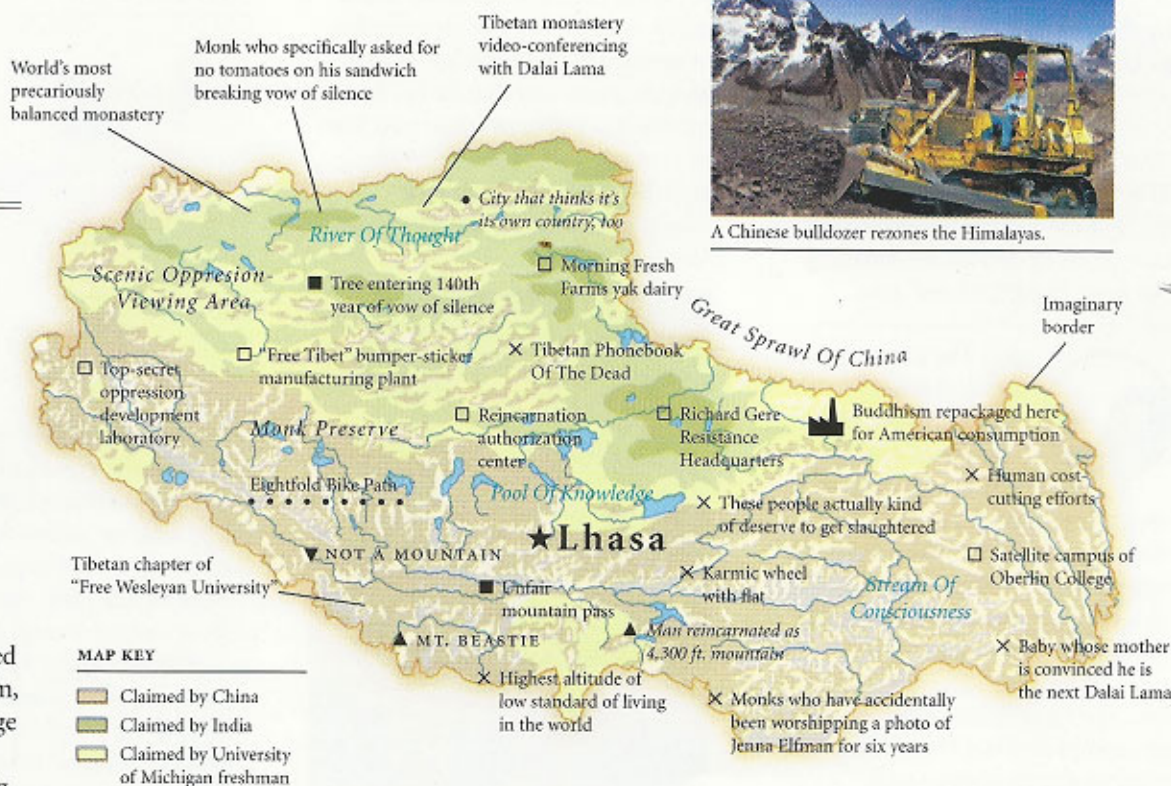 World's most
precariously
balanced monastery
Monk who specifically asked for
no tomatoes on his sandwich
breaking vow of silence
Tibetan monastery
video-conferencing
with Dalai Lama
A Chinese bulldozer rezones the Himalayas.
City that thinks it's
its own country, too
River Of Thought
Scenic Oppresion-
Viewing Area
Tree entering 140th
year of vow of silence
Morning Fresh
Farms yak dairy
Great Sprawl Of China
Imaginary
border
Top-secret
oppression
development
laboratory
"Free Tibet" bumper-sticker
manufacturing plant
Tibetan Phonebook
Of The Dead
Monk Preserve
Reincarnation
authorization
center
Richard Gere
Resistance
Headquarters
Buddhism repackaged here
for American consumption
Human cost-
cutting efforts
Eightfold Bike Path
Pool Of Knowledge
These people actually kind
of deserve to get slaughtered
Lhasa
NOT A MOUNTAIN
Tibetan chapter of
"Free Wesleyan University"
Unfair
mountain pass
Karmic wheel
with flat
Stream Of
Consciousness
Satellite campus of
Oberlin College
MT. BEASTIE
Man reincarnated as
4,300 ft. mountain
Baby whose mother
is convinced he is
the next Dalai Lama
Highest altitude of
low standard of living
in the world
Monks who have accidentally
been worshipping a photo of
Jenna Elfman for six years
MAP KEY
Claimed by China
Claimed by India
Claimed by University
of Michigan freshman